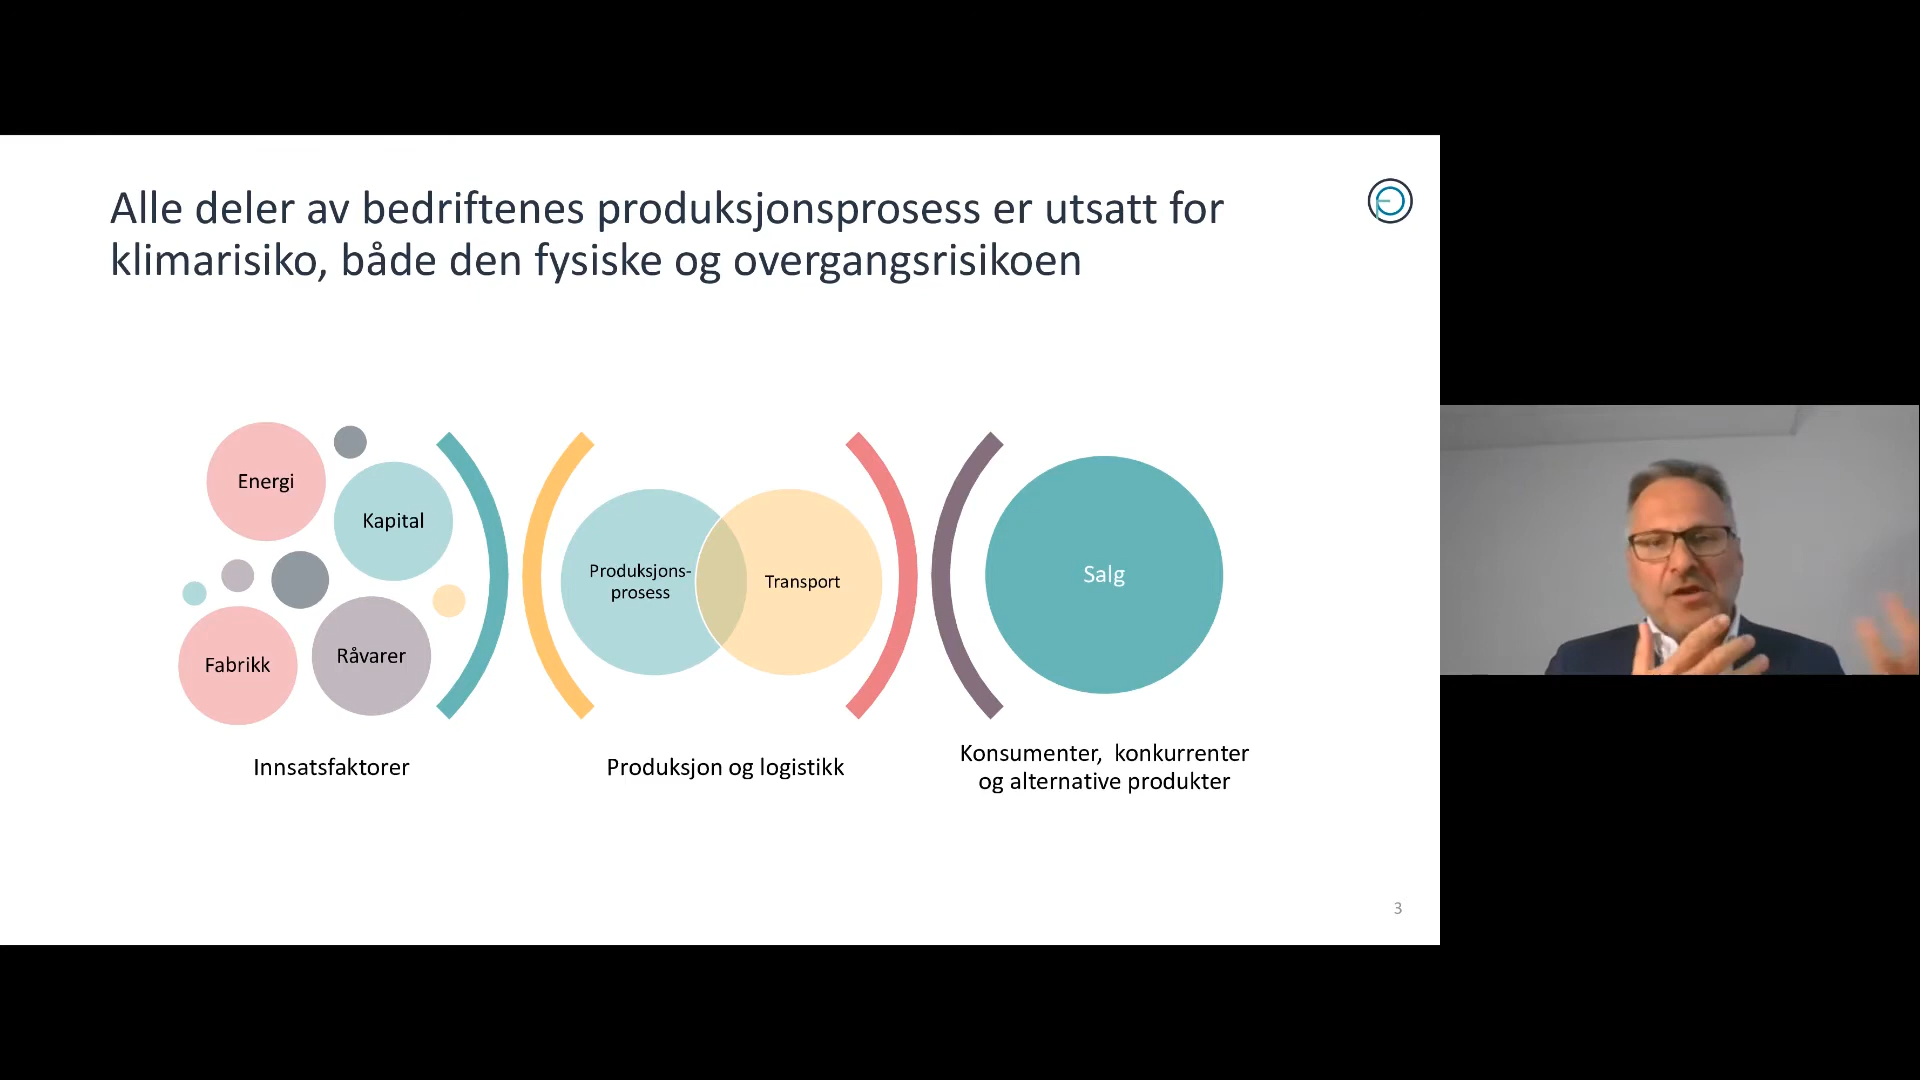 Alle deler av bedriftenes produksjonsprosess er utsatt for
klimarisiko, både den fysiske og overgangsrisikoen
Energi
Kapital
Fabrikk
Råvarer
Innsatsfaktorer
Produksjons-
prosess
Transport
Produksjon og logistikk
Salg
Konsumenter, konkurrenter
og alternative produkter
3